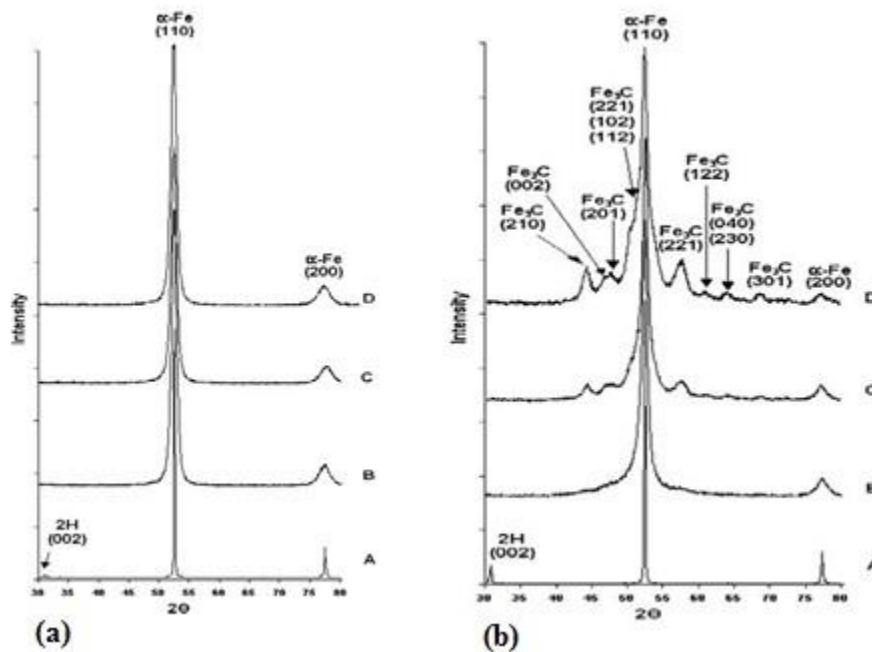 α-Fe
(110)
α-Fe
(200)
D
C
B
2H
(002)
A
Intensity
30 35 40 45 50 55 60 65 70 75 80
2Θ
(a)
α-Fe
(110)
Fe₃C
(221)
(102)
(112)
Fe₃C
(122)
Fe₃C
(002)
Fe₃C
(201)
Fe₃C
(040)
(230)
Fe₃C
(210)
Fe₃C
(221)
Fe₃C
(301)
α-Fe
(200)
D
C
B
2H
(002)
A
Intensity
30 35 40 45 50 55 60 65 70 75 80
2Θ
(b)